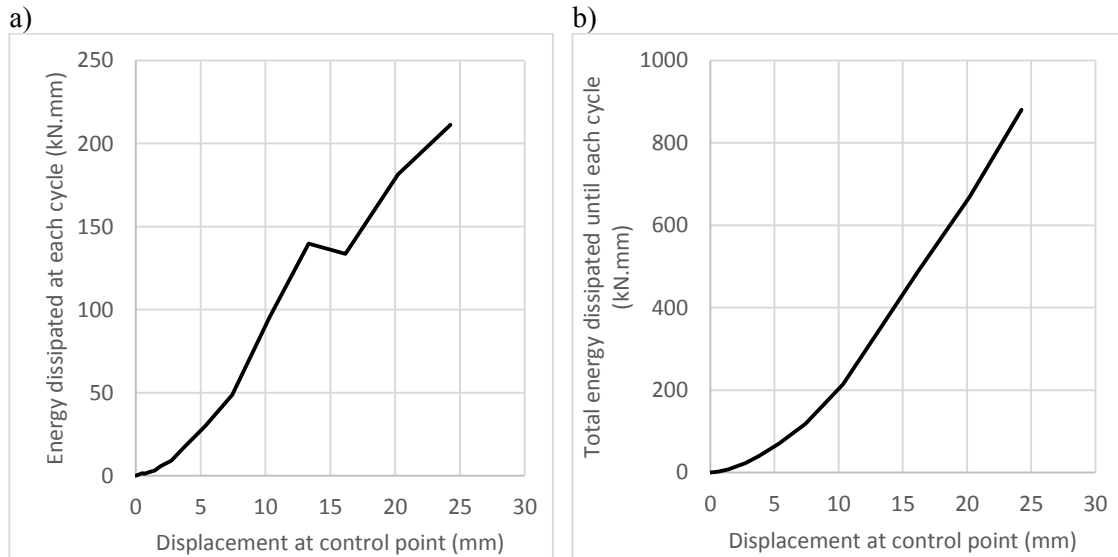 a)
Energy dissipated at each cycle (kN.mm)
250
200
150
100
50
0
0 5 10 15 20 25 30
Displacement at control point (mm)
b)
Total energy dissipated until each cycle
(kN.mm)
1000
800
600
400
200
0
0 5 10 15 20 25 30
Displacement at control point (mm)